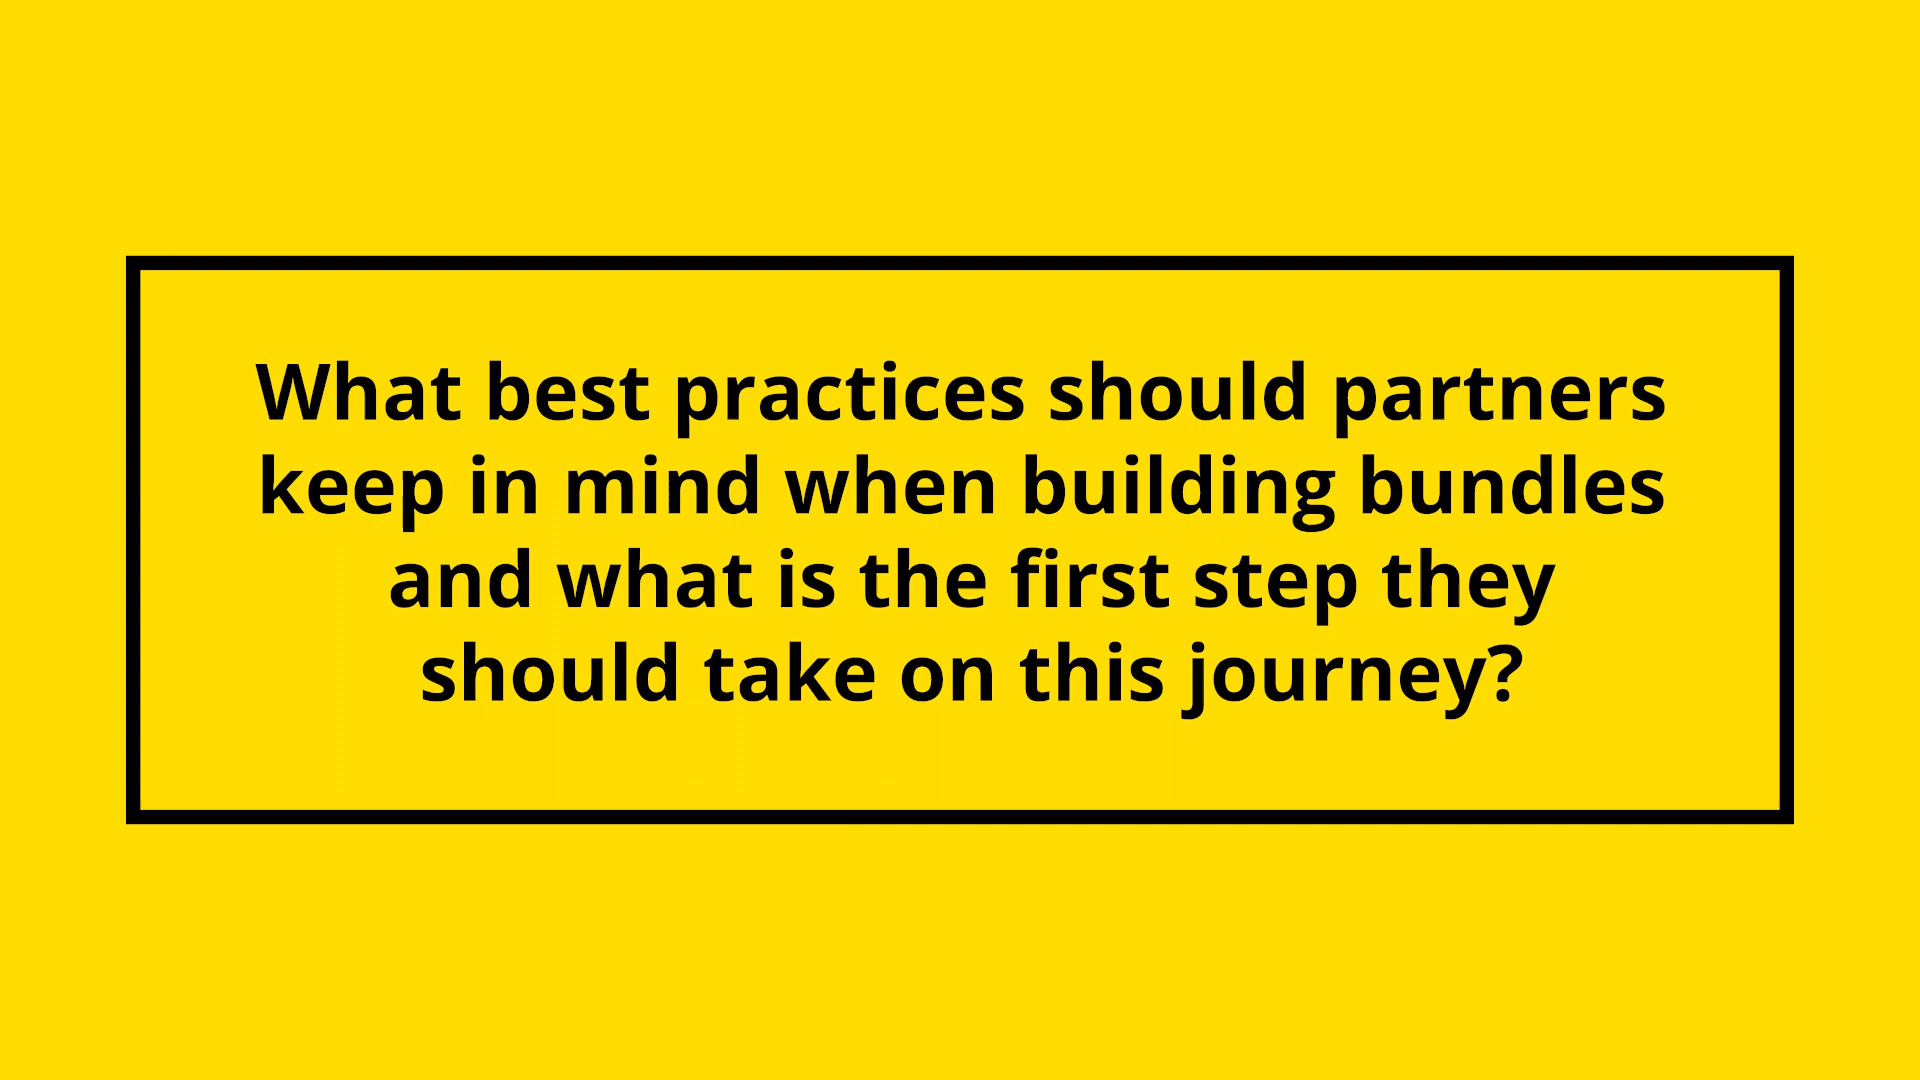 What best practices should partners
keep in mind when building bundles
and what is the first step they
should take on this journey?